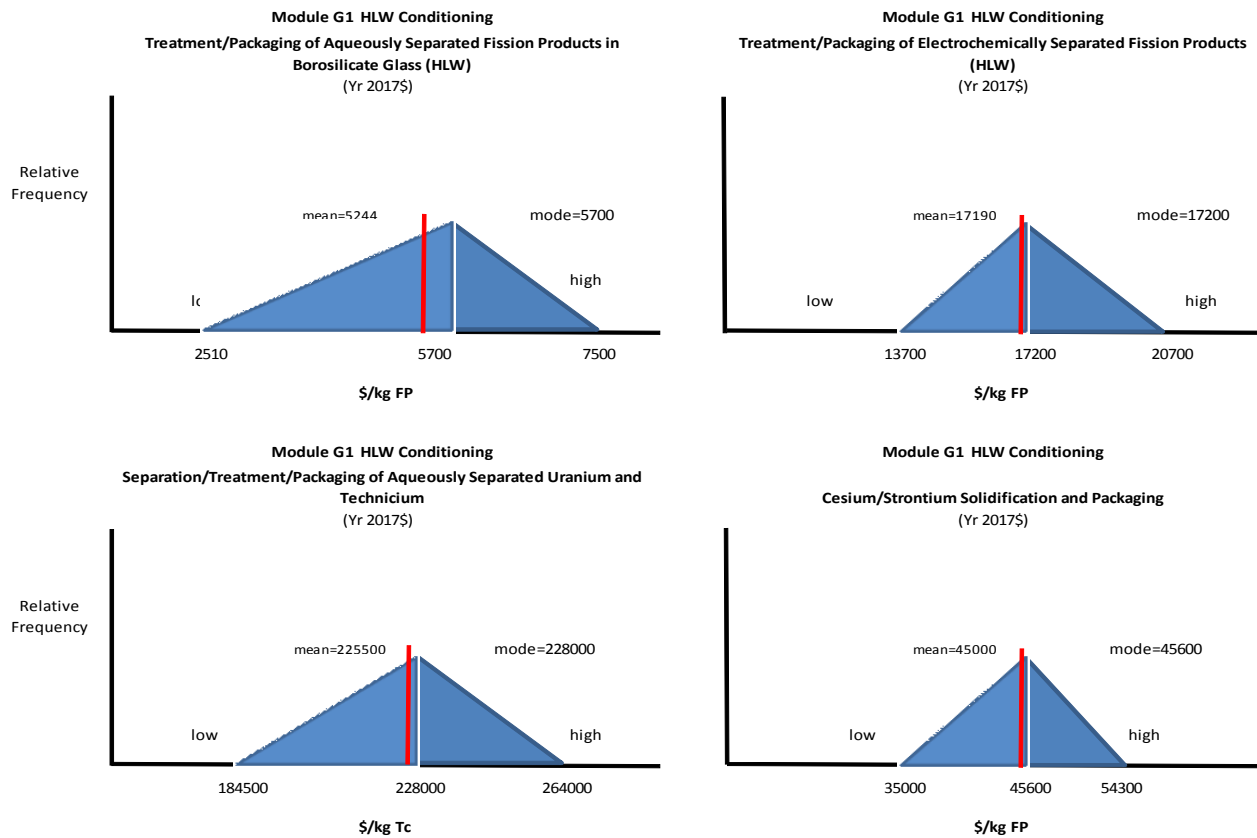 Module G1 HLW Conditioning
Treatment/Packaging of Aqueously Separated Fission Products in
Borosilicate Glass (HLW)
(Yr 2017$)
Relative
Frequency
mean=5244
mode=5700
high
2510
5700
7500
$/kg FP
Module G1 HLW Conditioning
Treatment/Packaging of Electrochemically Separated Fission Products
(HLW)
(Yr 2017$)
mean=17190
mode=17200
low
high
13700
17200
20700
$/kg FP
Module G1 HLW Conditioning
Separation/Treatment/Packaging of Aqueously Separated Uranium and
Technicium
(Yr 2017$)
Relative
Frequency
mean=225500
mode=228000
low
high
184500
228000
264000
$/kg Tc
Module G1 HLW Conditioning
Cesium/Strontium Solidification and Packaging
(Yr 2017$)
mean=45000
mode=45600
low
high
35000
45600
54300
$/kg FP